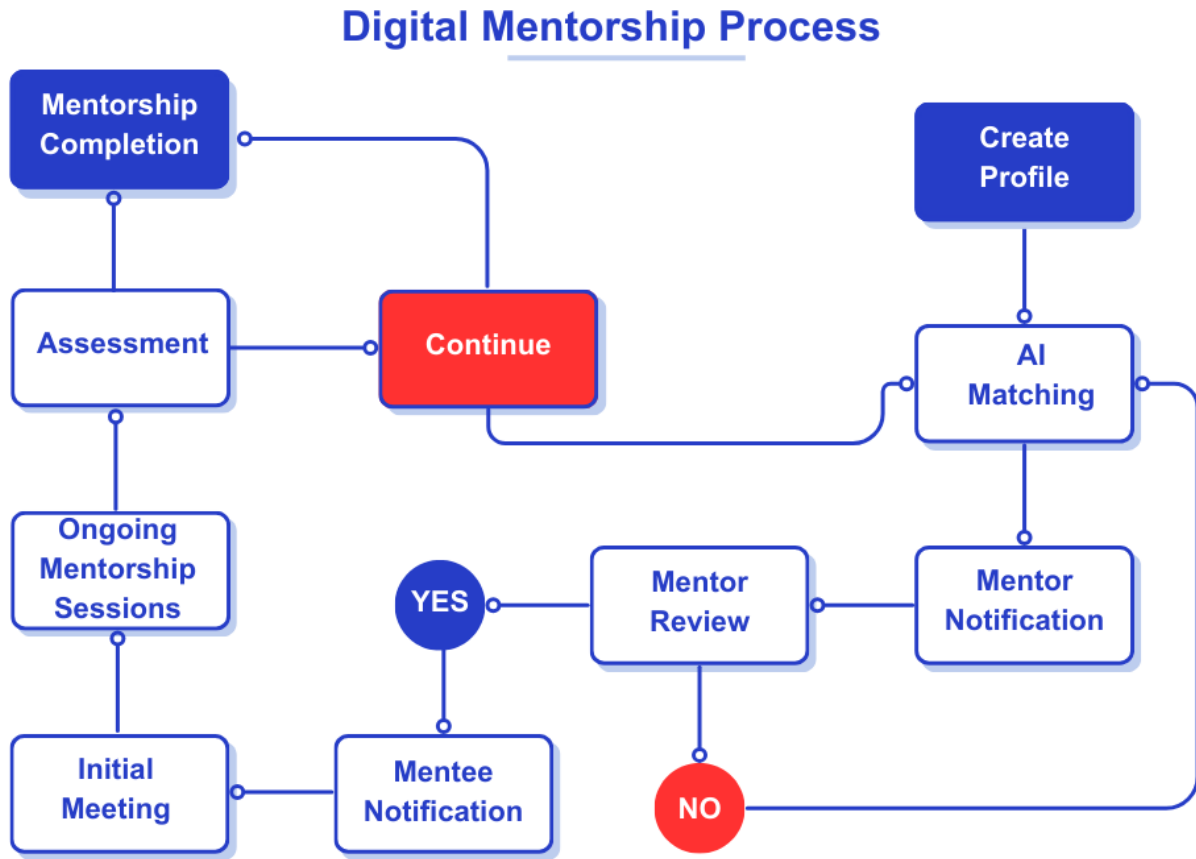 Digital Mentorship Process
Mentorship
Completion
Create
Profile
Assessment
Continue
AI
Matching
Ongoing
Mentorship
Sessions
YES
Mentor
Review
Mentor
Notification
Initial
Meeting
Mentee
Notification
NO